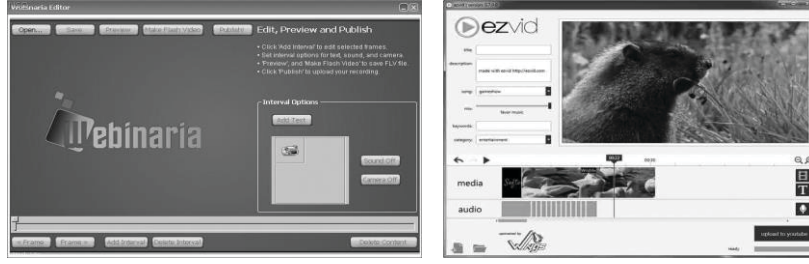 Webinaria Editor
Open...
Save
Preview
Make Flash Video
Publish!
Edit, Preview and Publish
• Click 'Add Interval' to edit selected frames.
• Set interval options for text, sound, and camera.
• 'Preview', and 'Make Flash Video' to save FLV file.
• Click 'Publish' to upload your recording.
Webinaria
Interval Options
Add Text
Sound Off
Camera Off
< Frame
Frame >
Add Interval
Delete Interval
Delete Content
ezvid
title:
description:
made with ezvid http://ezvid.com
song:
gameshow
mix:
favor music
keywords:
category:
entertainment
media
audio
T
sponsored by
upload to youtube
ready